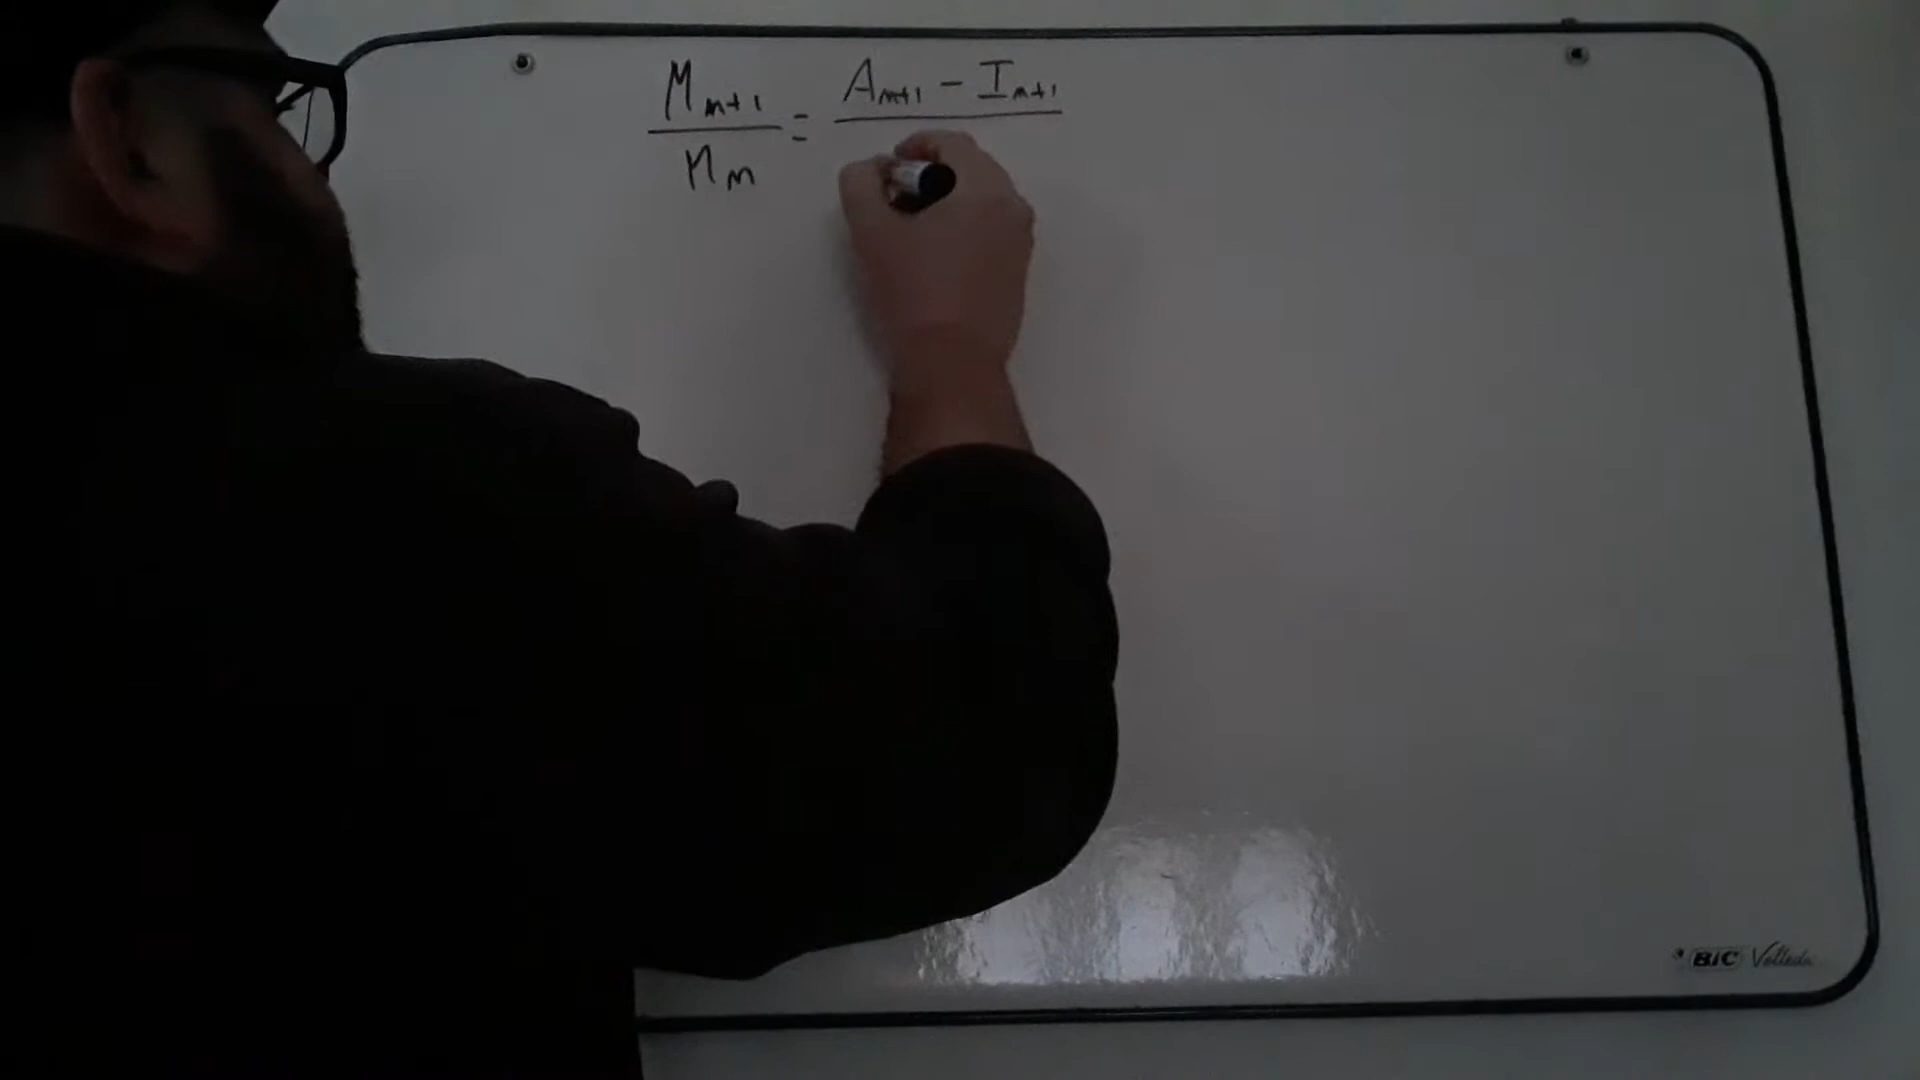 M_{n+1} / M_n = A_{n+1} - I_{n+1} /
BIC Velleda